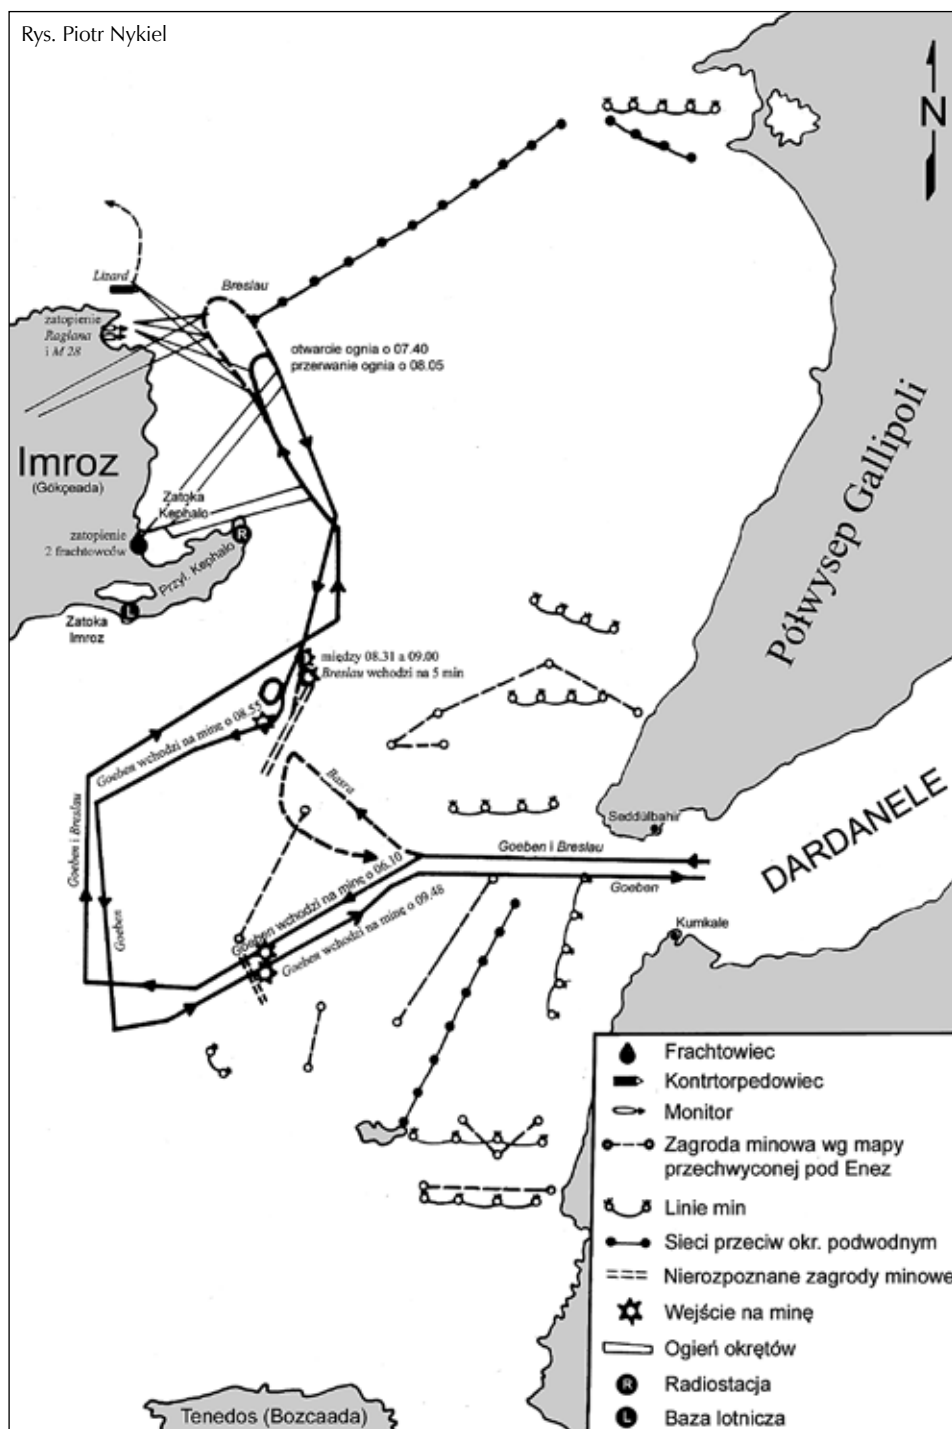 Rys. Piotr Nykiel
N
Lizard
Breslau
zatopienie
Raglana
i M 28
otwarcie ognia o 07.40
przerwanie ognia o 08.05
Imroz
(Gökçeada)
Zatoka
Kephalo
zatopienie
2 frachtowców
R
Przyl. Kephalo
L
Zatoka
Imroz
Półwysep Gallipoli
między 08.31 a 09.00
Breslau wchodzi na 5 min
Goeben wchodzi na minę o 08.55
Basra
Goeben i Breslau
Goeben
Seddülbahir
DARDANELE
Goeben i Breslau
Goeben
Goeben wchodzi na minę o 06.10
Goeben wchodzi na minę o 09.48
Kumkale
Frachtowiec
Kontrtorpedowiec
Monitor
Zagroda minowa wg mapy
przechwyconej pod Enez
Linie min
Sieci przeciw okr. podwodnym
Nierozpoznane zagrody minowe
Wejście na minę
Ogień okrętów
R Radiostacja
L Baza lotnicza
Tenedos (Bozcaada)